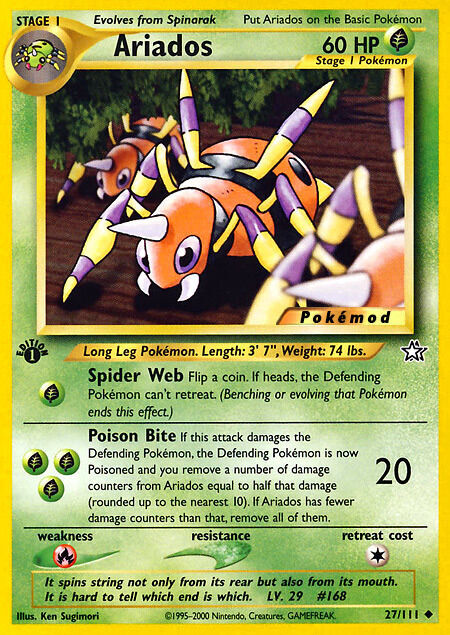 STAGE 1 Evolves from Spinarak Put Ariados on the Basic Pokémon
Ariados 60 HP
Stage 1 Pokémon
Pokémod
EDITION 1
Long Leg Pokémon. Length: 3' 7", Weight: 74 lbs.
Spider Web Flip a coin. If heads, the Defending
Pokémon can't retreat. (Benching or evolving that Pokémon
ends this effect.)
Poison Bite If this attack damages the
Defending Pokémon, the Defending Pokémon is now
Poisoned and you remove a number of damage
counters from Ariados equal to half that damage
(rounded up to the nearest 10). If Ariados has fewer
damage counters than that, remove all of them.
20
weakness resistance retreat cost
It spins string not only from its rear but also from its mouth.
It is hard to tell which end is which. LV. 29 #168
Illus. Ken Sugimori ©1995-2000 Nintendo, Creatures, GAMEFREAK. 27/111